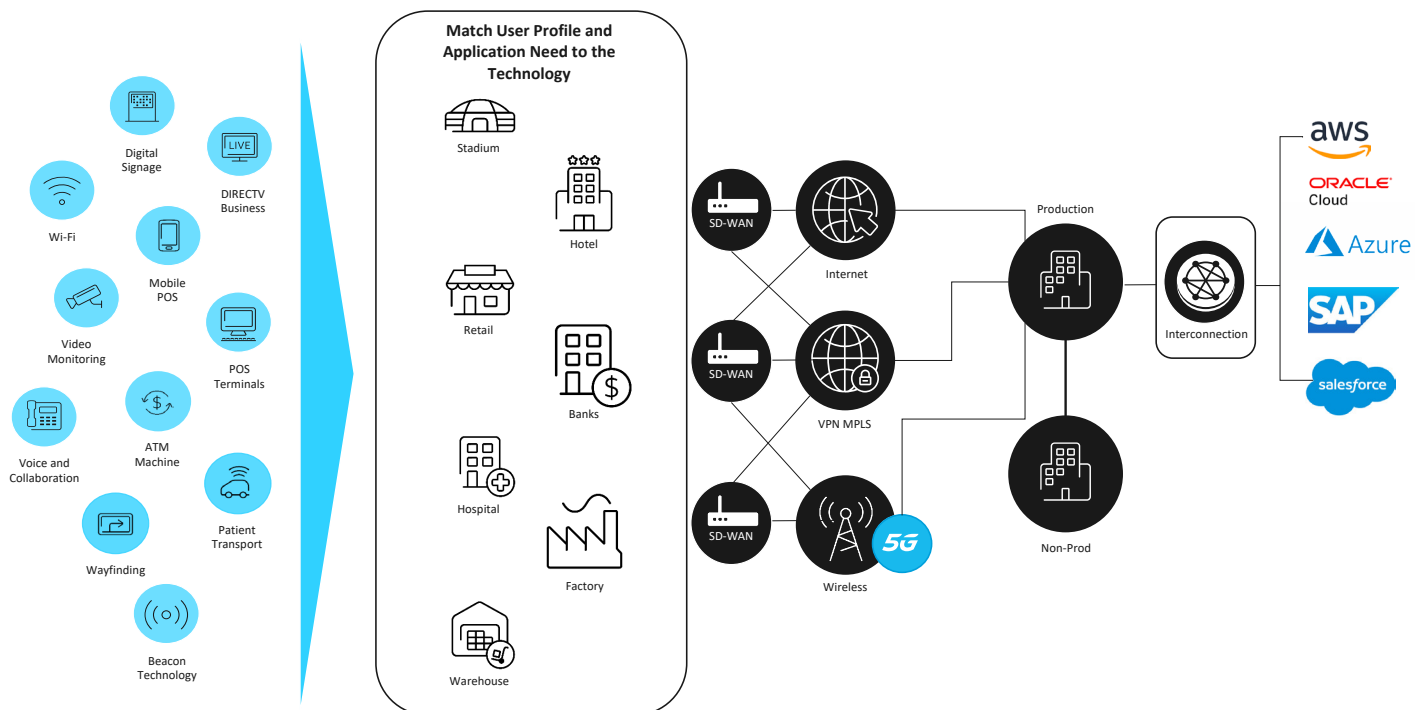 Digital
Signage
LIVE
DIRECTV
Business
Wi-Fi
Mobile
POS
Video
Monitoring
POS
Terminals
$
ATM
Machine
Voice and
Collaboration
Patient
Transport
Wayfinding
Beacon
Technology
Match User Profile and
Application Need to the
Technology
Stadium
Hotel
Retail
$
Banks
Hospital
Factory
Warehouse
SD-WAN
SD-WAN
SD-WAN
Internet
VPN MPLS
5G
Wireless
Production
Non-Prod
Interconnection
aws
ORACLE
Cloud
Azure
SAP
salesforce